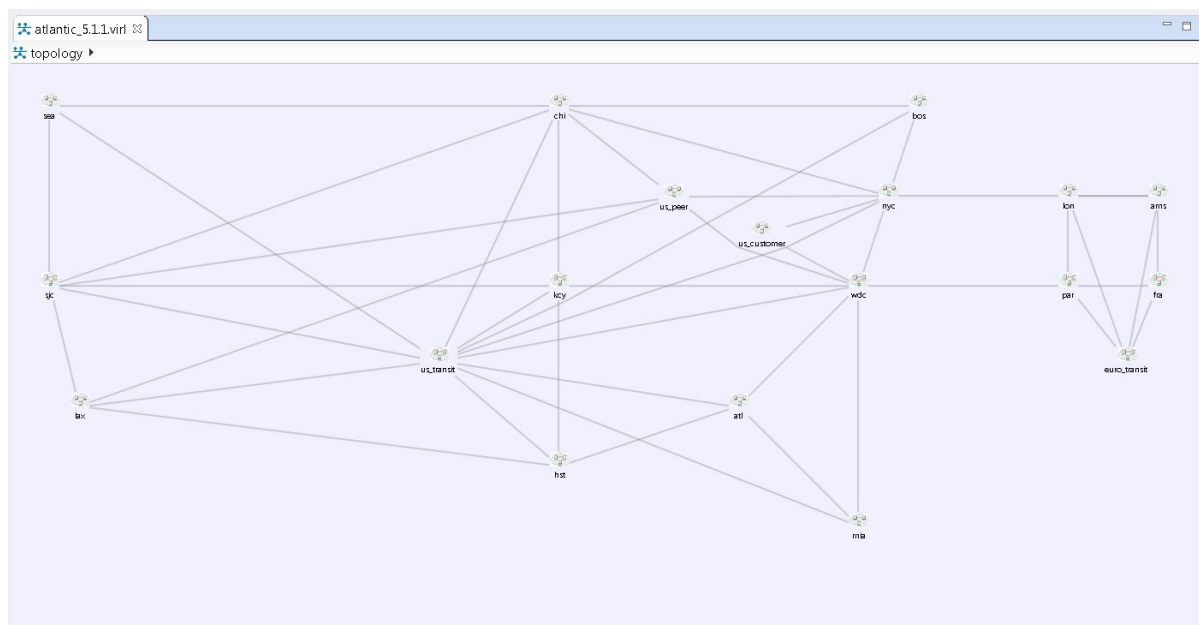 atlantic_5.1.1.virl
topology
sea
chi
bos
us_peer
nyc
lon
ams
us_customer
sjc
kcy
wdc
par
fra
us_transit
euro_transit
lax
atl
hst
mia